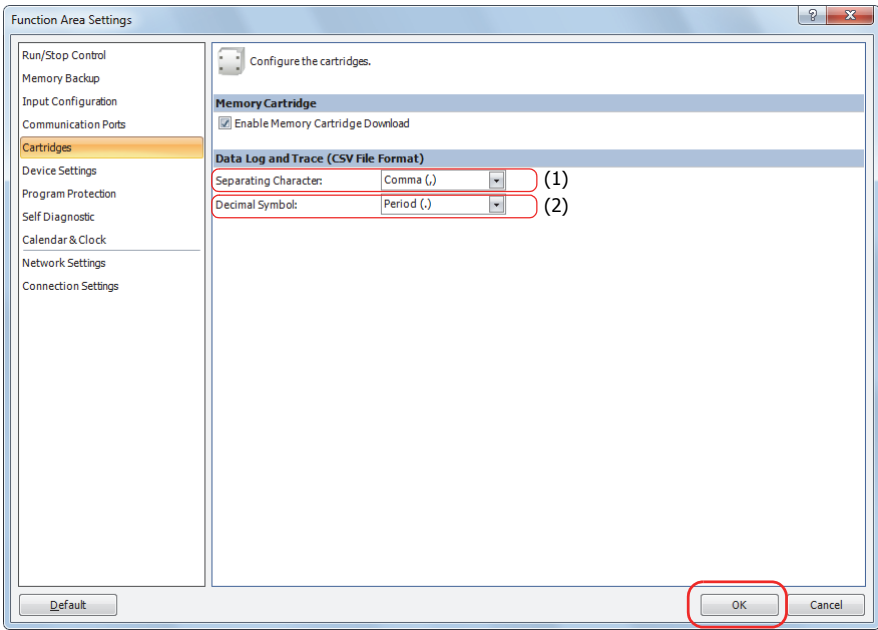 Function Area Settings
?
X
Run/Stop Control
Memory Backup
Input Configuration
Communication Ports
Cartridges
Device Settings
Program Protection
Self Diagnostic
Calendar & Clock
Network Settings
Connection Settings
Configure the cartridges.
Memory Cartridge
Enable Memory Cartridge Download
Data Log and Trace (CSV File Format)
Separating Character: Comma (,) (1)
Decimal Symbol: Period (.) (2)
Default
OK
Cancel